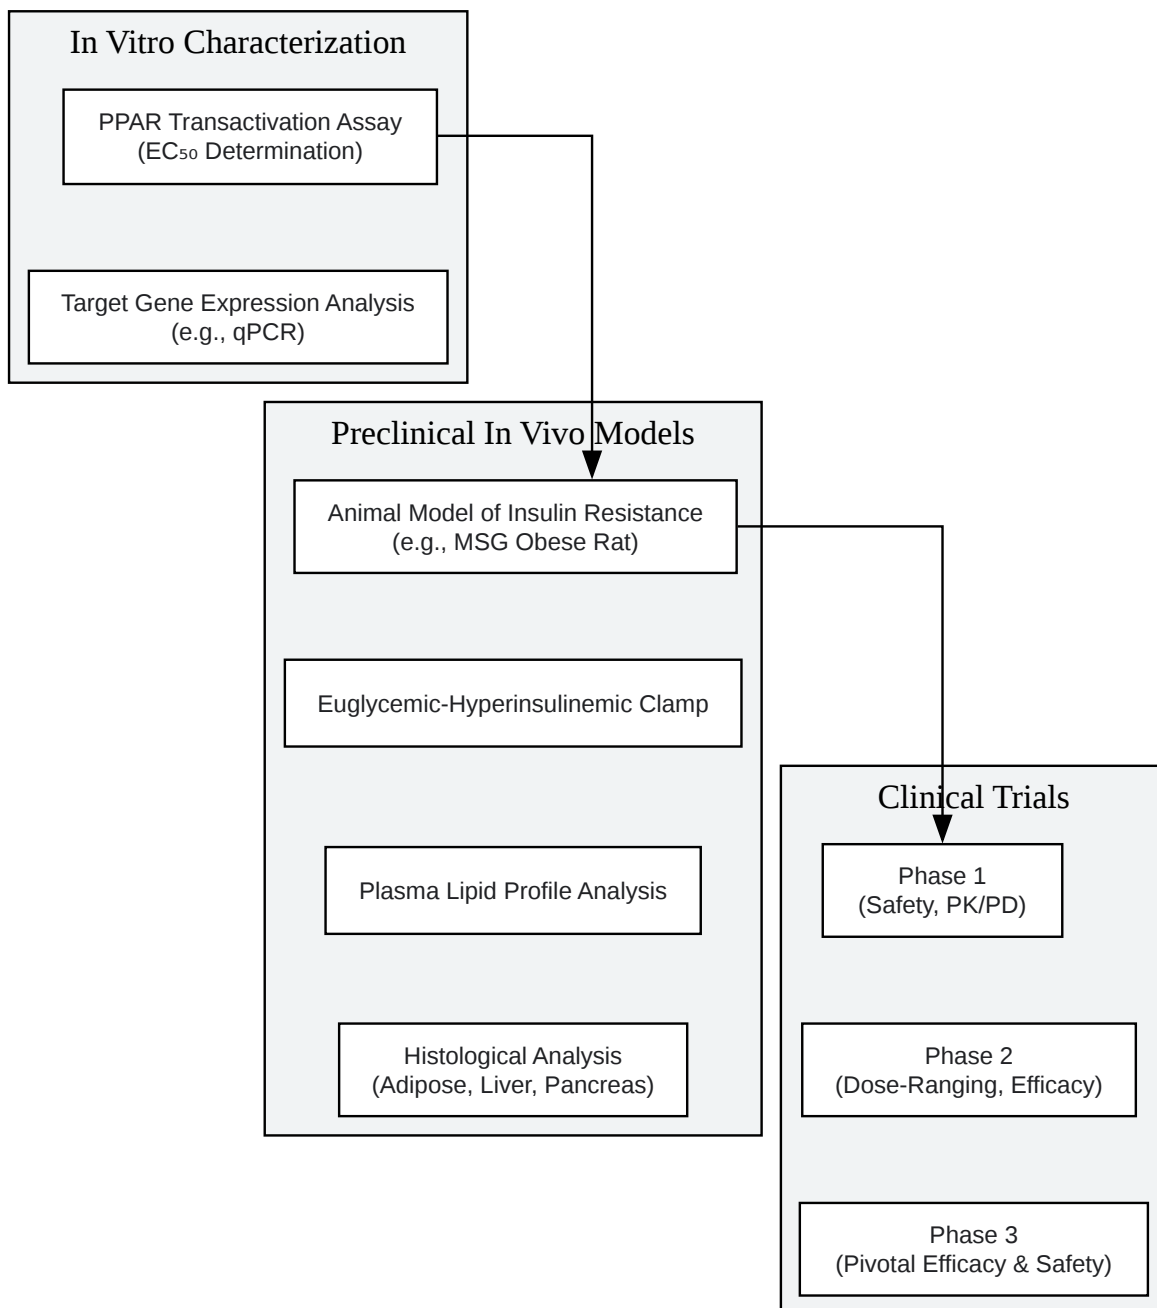 In Vitro Characterization
PPAR Transactivation Assay
(EC₅₀ Determination)
Target Gene Expression Analysis
(e.g., qPCR)
Preclinical In Vivo Models
Animal Model of Insulin Resistance
(e.g., MSG Obese Rat)
Euglycemic-Hyperinsulinemic Clamp
Plasma Lipid Profile Analysis
Histological Analysis
(Adipose, Liver, Pancreas)
Clinical Trials
Phase 1
(Safety, PK/PD)
Phase 2
(Dose-Ranging, Efficacy)
Phase 3
(Pivotal Efficacy & Safety)